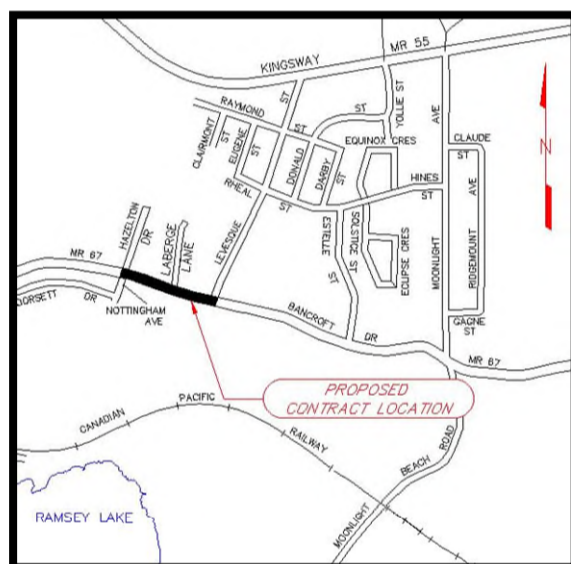 KINGSWAY
MR 55
RAYMOND
ST
ST
ST
YOLLIE ST
AVE
CLAIRMONT
ST
EUGENE
ST
DONALD
ST
DARBY
ST
EQUINOX CRES
CLAUDE
ST
RHEAL
ST
HINES
ST
HAZELTON
DR
LABERGE
LANE
LEVESQUE
ESTELLE
ST
SOLSTICE ST
ECLIPSE CRES
MOONLIGHT
RIDGEMOUNT
AVE
N
MR 67
DORSETT
DR
NOTTINGHAM
AVE
BANCROFT
DR
GAGNE
ST
MR 67
PROPOSED
CONTRACT LOCATION
CANADIAN
PACIFIC
RAILWAY
MOONLIGHT
BEACH
ROAD
RAMSEY LAKE